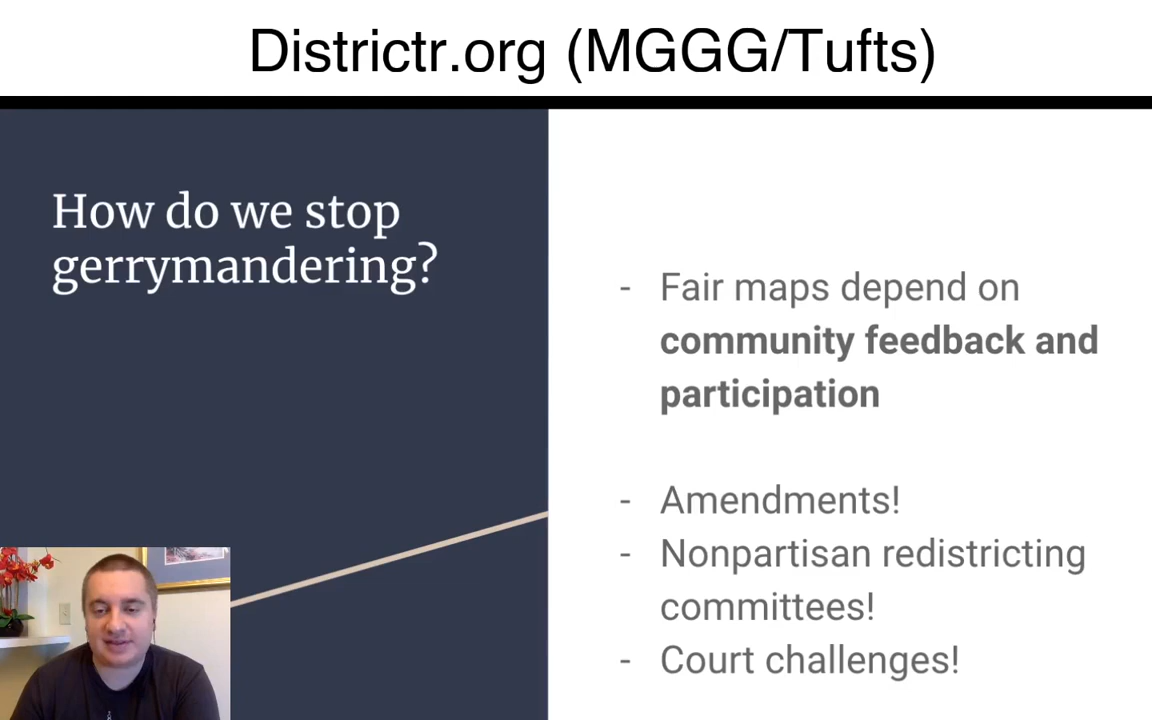 Districtr.org (MGGG/Tufts)
How do we stop
gerrymandering?
- Fair maps depend on
community feedback and
participation
- Amendments!
- Nonpartisan redistricting
committees!
- Court challenges!